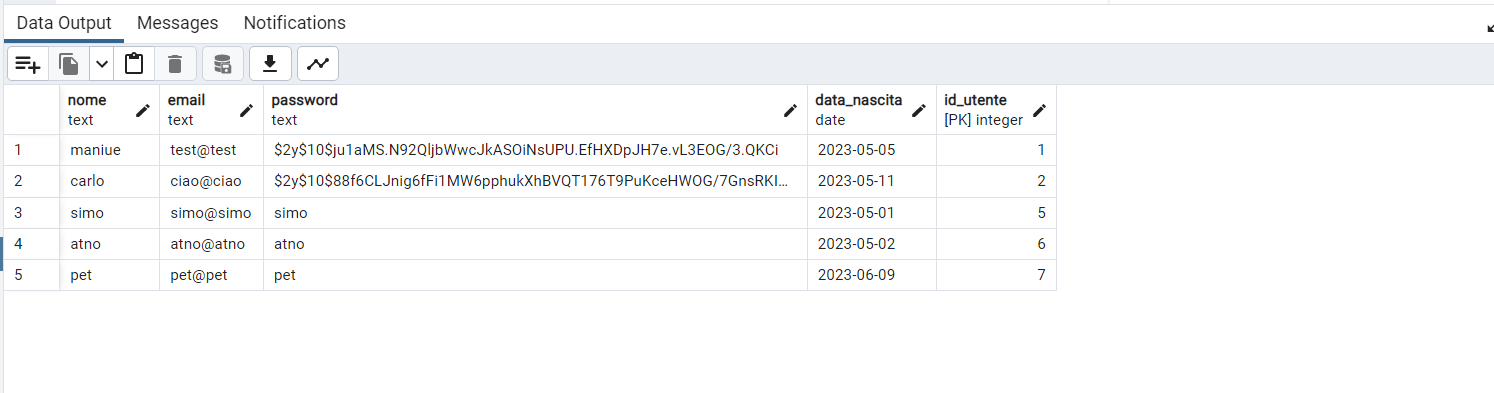 Data Output Messages Notifications
nome email password data_nascita id_utente
text text text date [PK] integer
1 maniue test@test $2y$10$ju1aMS.N92QljbWwcJkASOiNsUPU.EfHXDpJH7e.vL3EOG/3.QKCi 2023-05-05 1
2 carlo ciao@ciao $2y$10$88f6CLJnig6fFi1MW6pphukXhBVQT176T9PuKceHWOG/7GnsRKI... 2023-05-11 2
3 simo simo@simo simo 2023-05-01 5
4 atno atno@atno atno 2023-05-02 6
5 pet pet@pet pet 2023-06-09 7